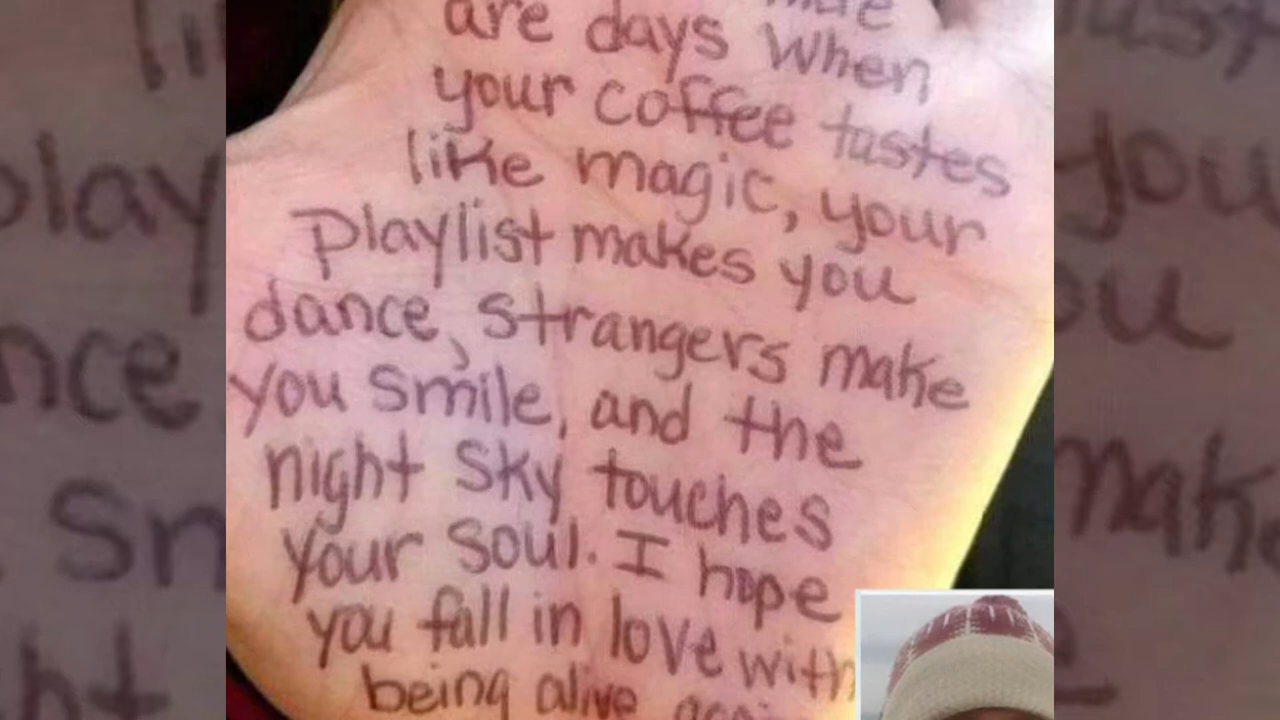 are days when
your coffee tastes
like magic, your
playlist makes you
dance, strangers make
you smile, and the
night sky touches
your soul. I hope
you fall in love with
being alive again